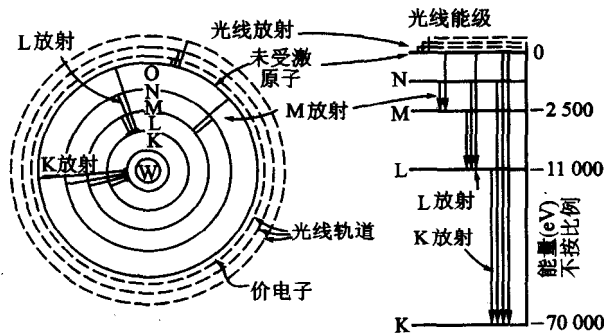 L放射
光线放射
未受激
原子
M放射
O
N
M
L
K
W
K放射
光线轨道
价电子
光线能级
0
N
M
-2 500
L
-11 000
L放射
K放射
能量(eV)
不按比例
K
-70 000